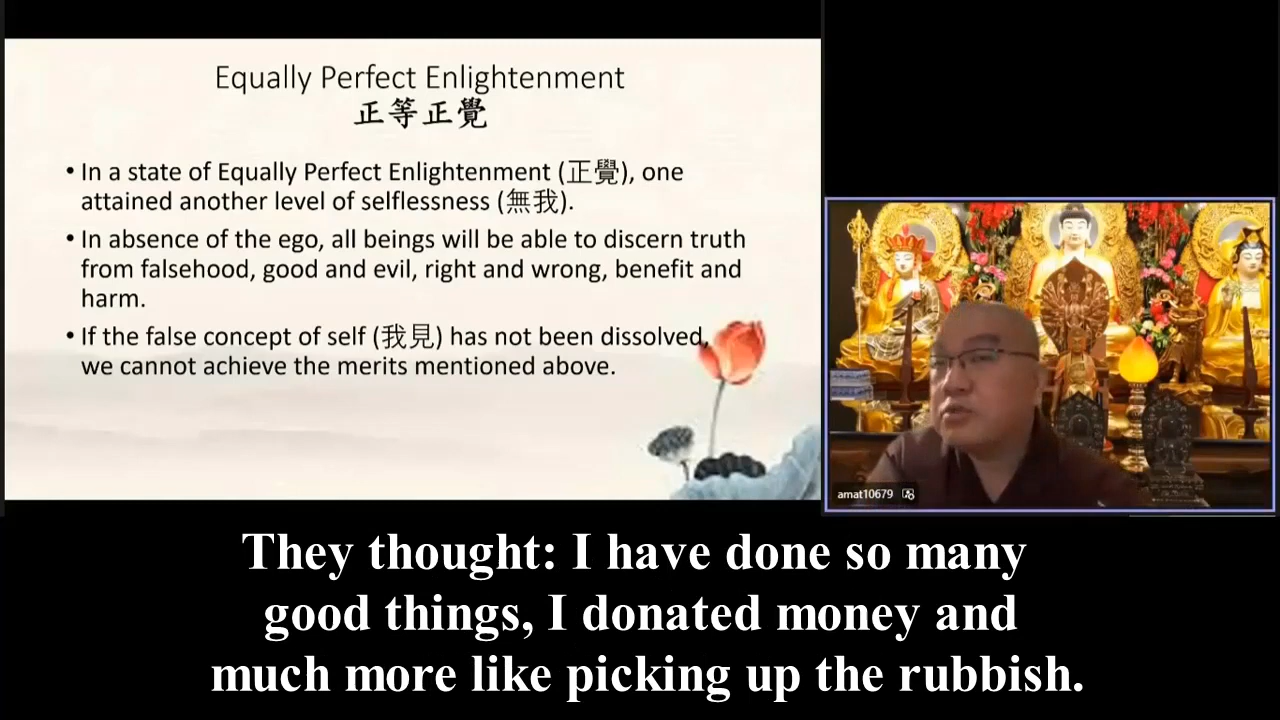 Equally Perfect Enlightenment
正等正覺
• In a state of Equally Perfect Enlightenment (正覺), one
attained another level of selflessness (無我).
• In absence of the ego, all beings will be able to discern truth
from falsehood, good and evil, right and wrong, benefit and
harm.
• If the false concept of self (我見) has not been dissolved,
we cannot achieve the merits mentioned above.
amat10679
They thought: I have done so many
good things, I donated money and
much more like picking up the rubbish.